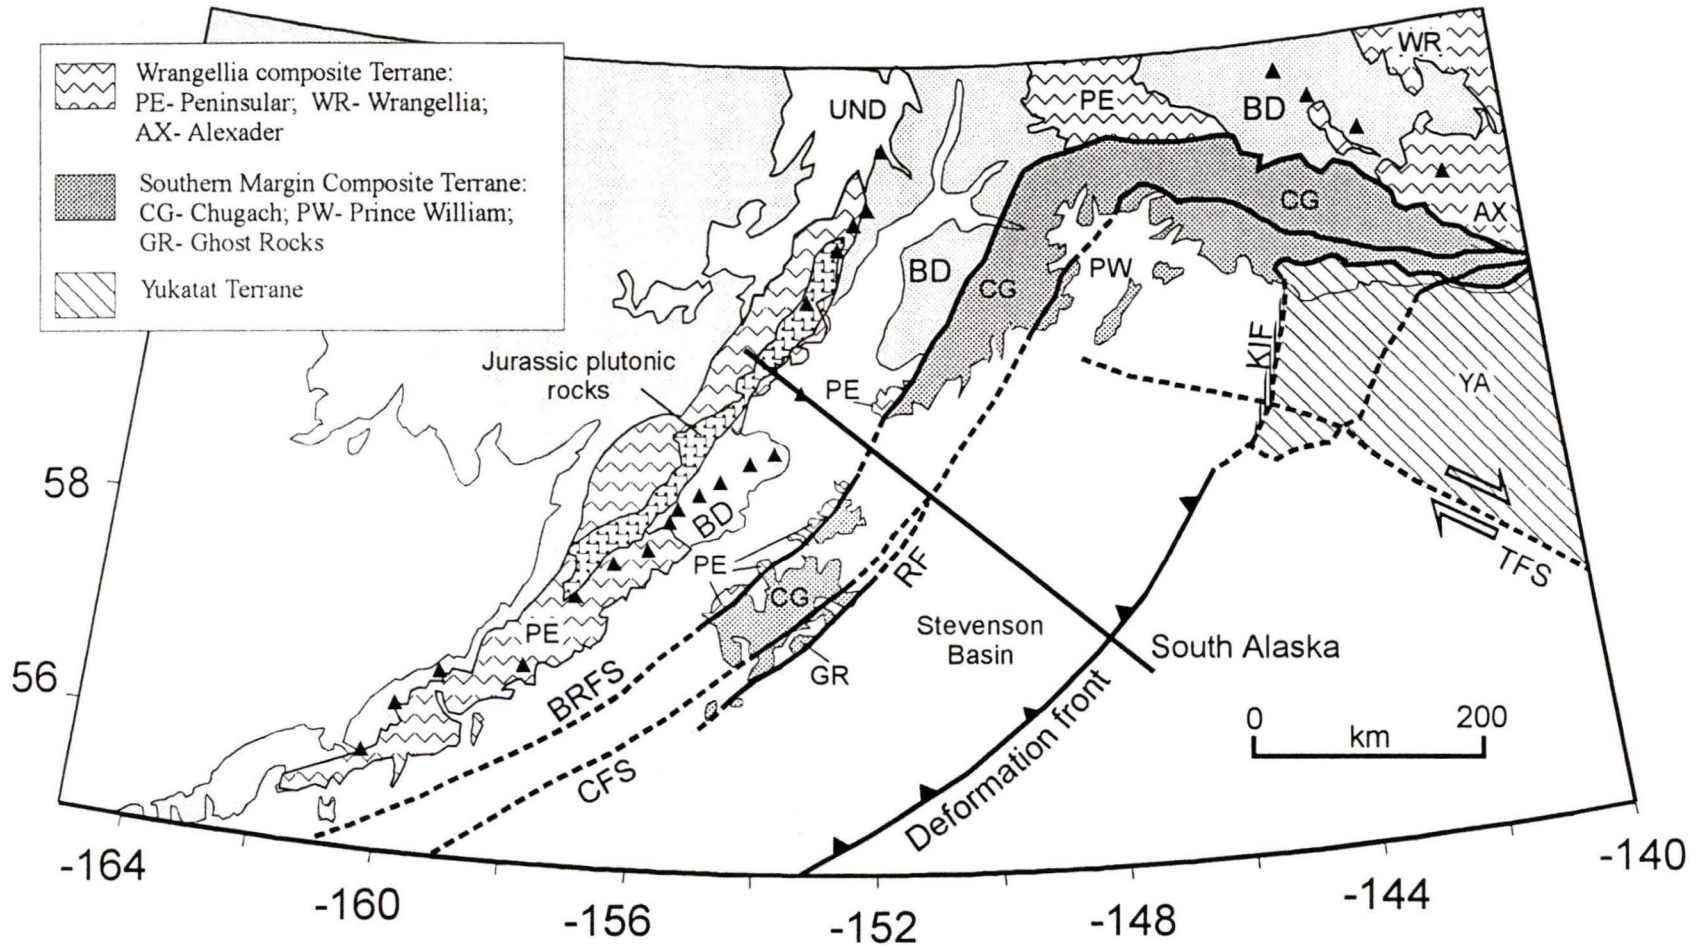 Wrangellia composite Terrane:
PE- Peninsular; WR- Wrangellia;
AX- Alexader
Southern Margin Composite Terrane:
CG- Chugach; PW- Prince William;
GR- Ghost Rocks
Yukatat Terrane
WR
UND
PE
BD
AX
CG
BD
CG
PW
KIF
YA
Jurassic plutonic
rocks
PE
58
BD
PE
CG
RF
TFS
PE
Stevenson
Basin
South Alaska
GR
56
BRFS
CFS
Deformation front
0
200
km
-164
-160
-156
-152
-148
-144
-140